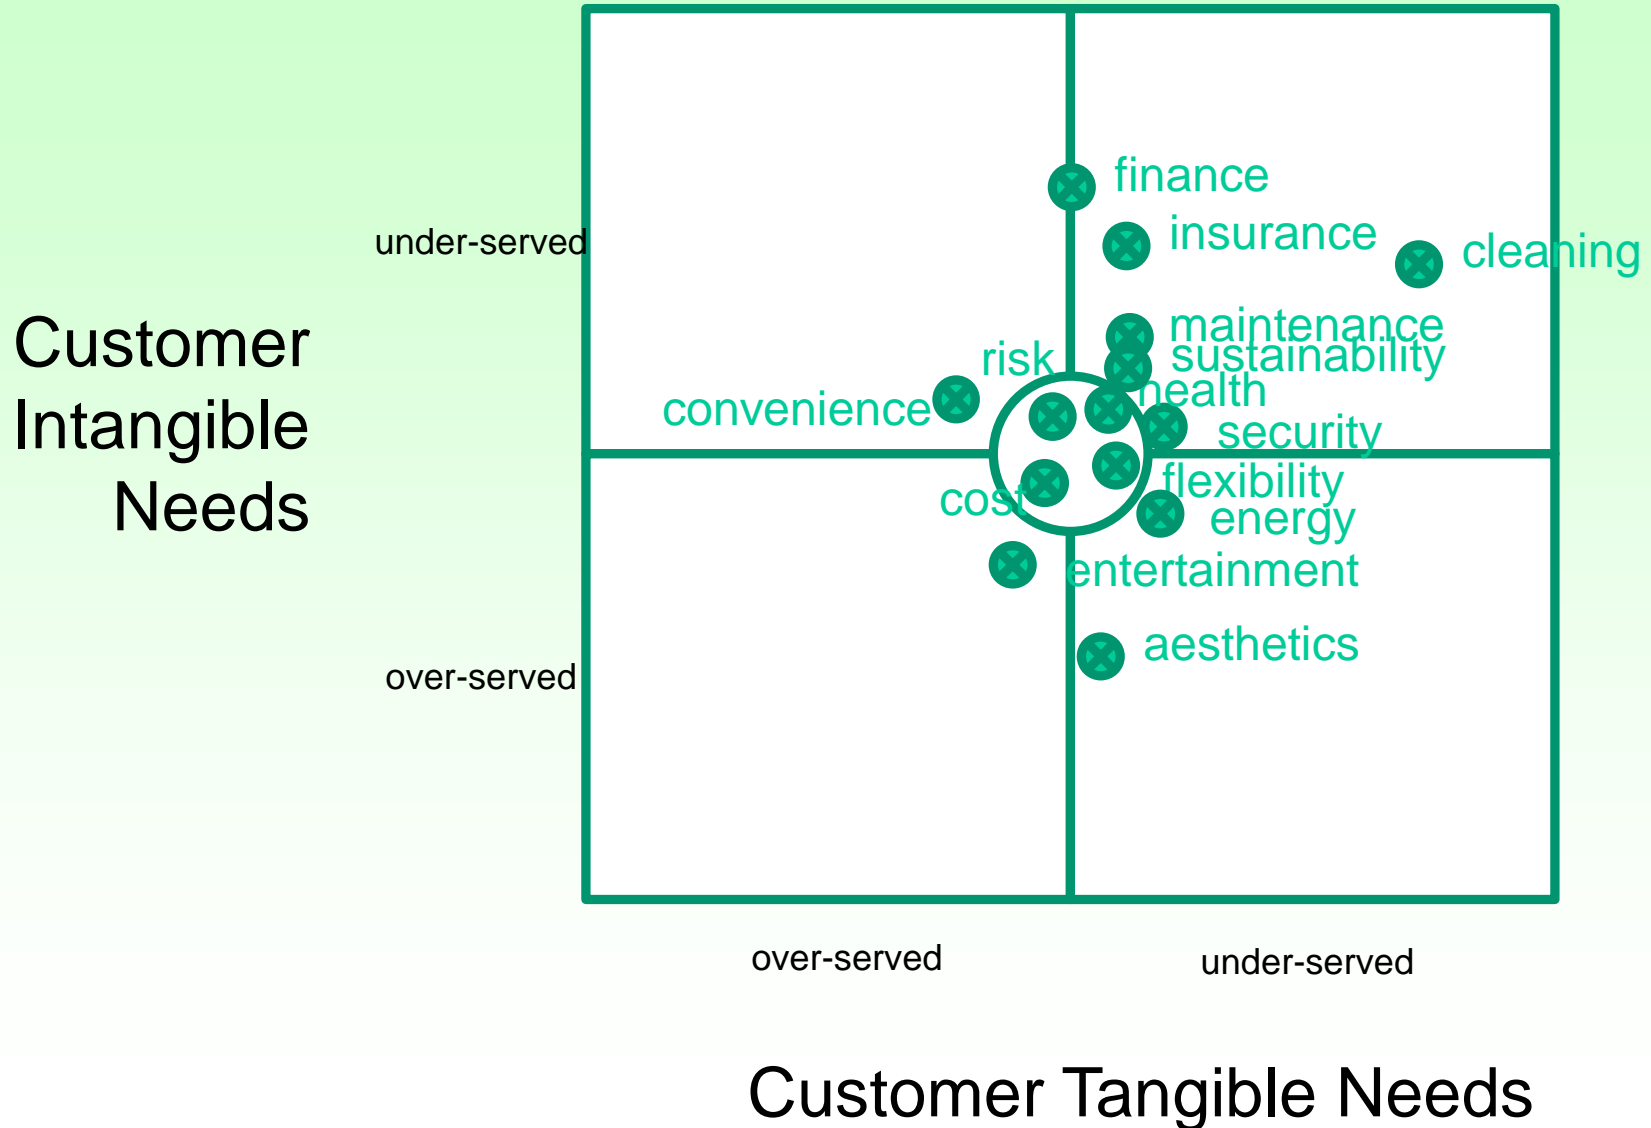 finance
insurance
cleaning
under-served
maintenance
sustainability
risk
health
convenience
security
Customer
Intangible
Needs
flexibility
cost
energy
entertainment
aesthetics
over-served
over-served
under-served
Customer Tangible Needs